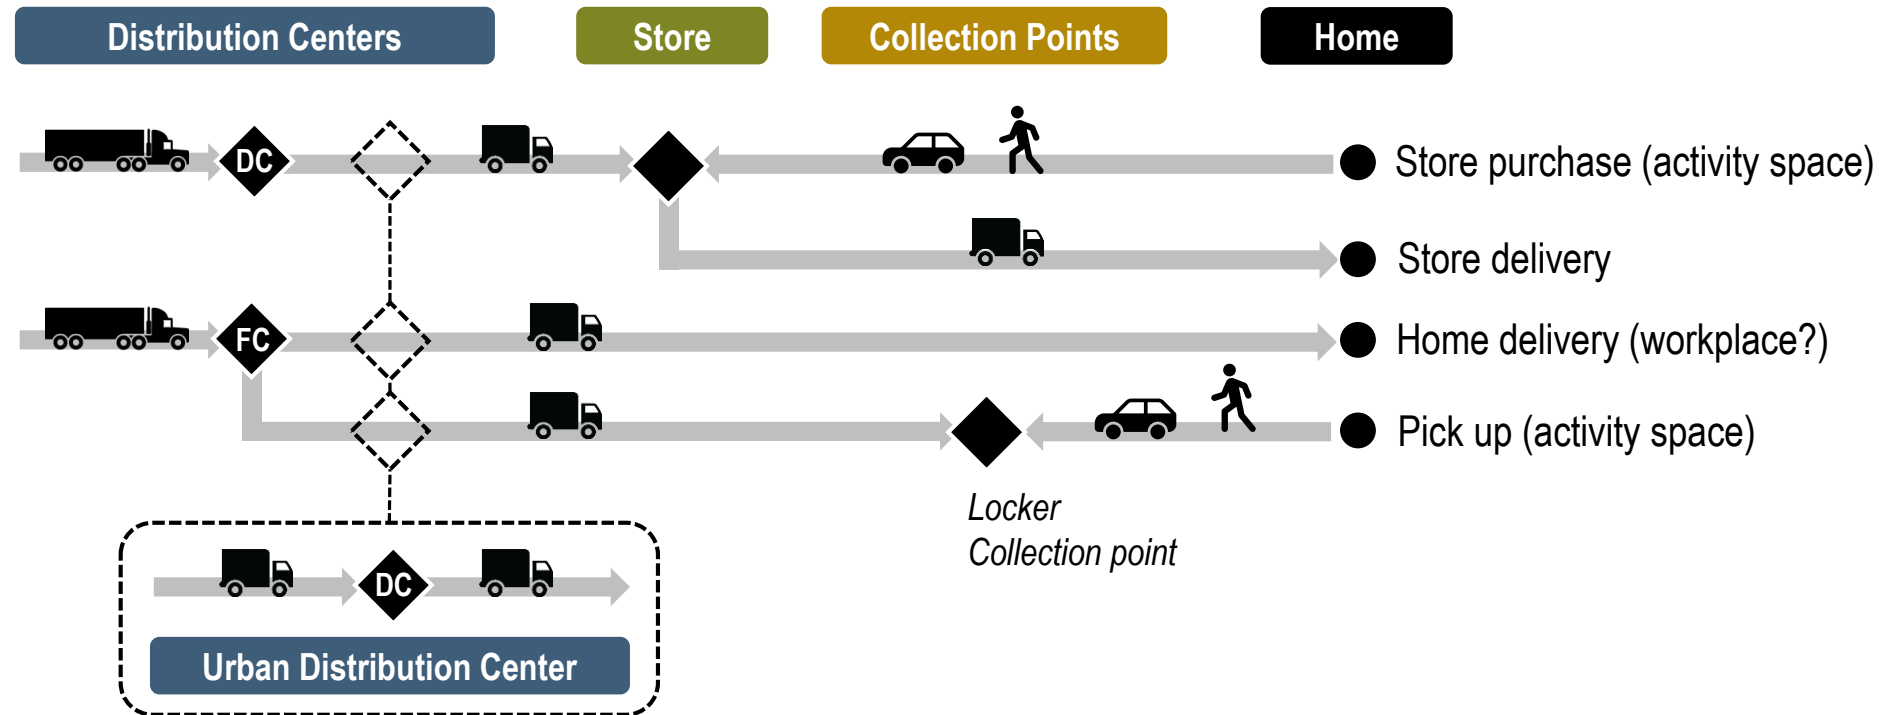 Distribution Centers
Store
Collection Points
Home
DC
Store purchase (activity space)
Store delivery
FC
Home delivery (workplace?)
Pick up (activity space)
Locker
Collection point
DC
Urban Distribution Center